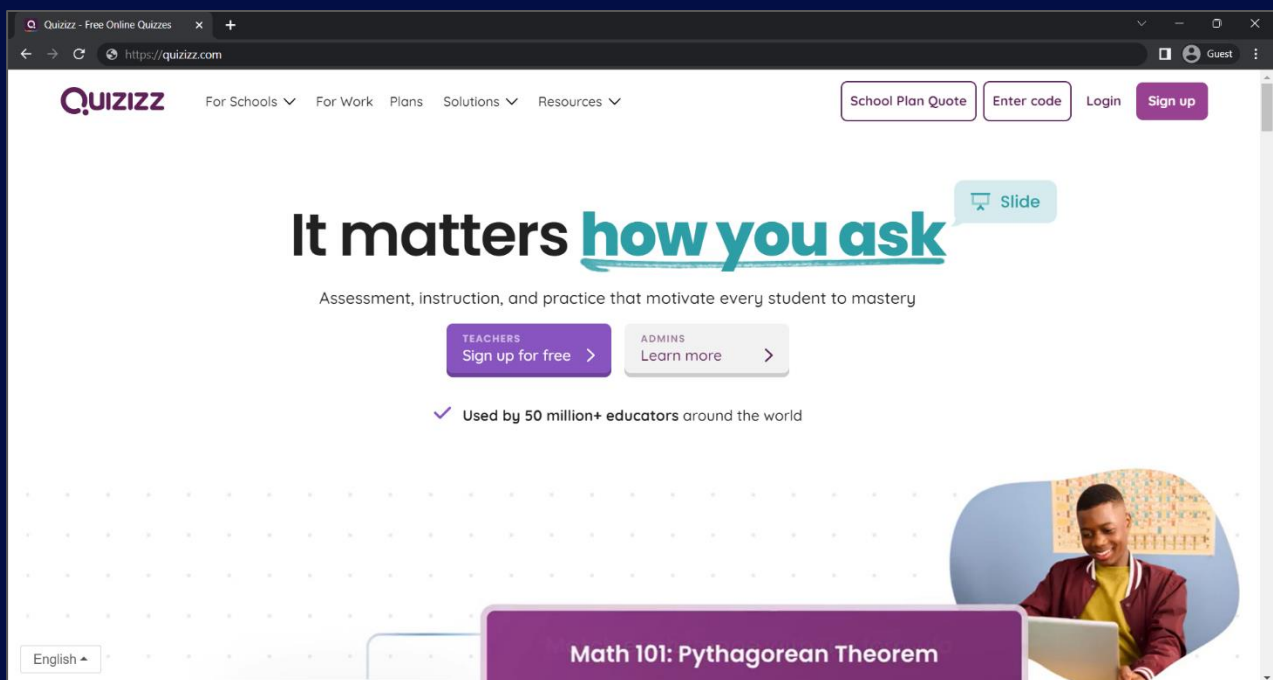 Quizizz - Free Online Quizzes
https://quizizz.com
Guest
QUIZIZZ
For Schools
For Work
Plans
Solutions
Resources
School Plan Quote
Enter code
Login
Sign up
Slide
It matters how you ask
Assessment, instruction, and practice that motivate every student to mastery
TEACHERS
Sign up for free
ADMINS
Learn more
Used by 50 million+ educators around the world
Math 101: Pythagorean Theorem
English